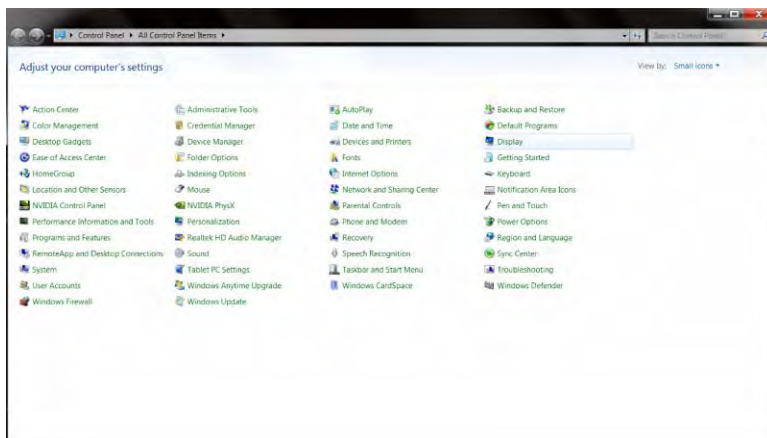 Control Panel ▸ All Control Panel Items ▸
Search Control Panel
Adjust your computer's settings
View by: Small icons
Action Center
Administrative Tools
AutoPlay
Backup and Restore
Color Management
Credential Manager
Date and Time
Default Programs
Desktop Gadgets
Device Manager
Devices and Printers
Display
Ease of Access Center
Folder Options
Fonts
Getting Started
HomeGroup
Indexing Options
Internet Options
Keyboard
Location and Other Sensors
Mouse
Network and Sharing Center
Notification Area Icons
NVIDIA Control Panel
NVIDIA PhysX
Parental Controls
Pen and Touch
Performance Information and Tools
Personalization
Phone and Modem
Power Options
Programs and Features
Realtek HD Audio Manager
Recovery
Region and Language
RemoteApp and Desktop Connections
Sound
Speech Recognition
Sync Center
System
Tablet PC Settings
Taskbar and Start Menu
Troubleshooting
User Accounts
Windows Anytime Upgrade
Windows CardSpace
Windows Defender
Windows Firewall
Windows Update